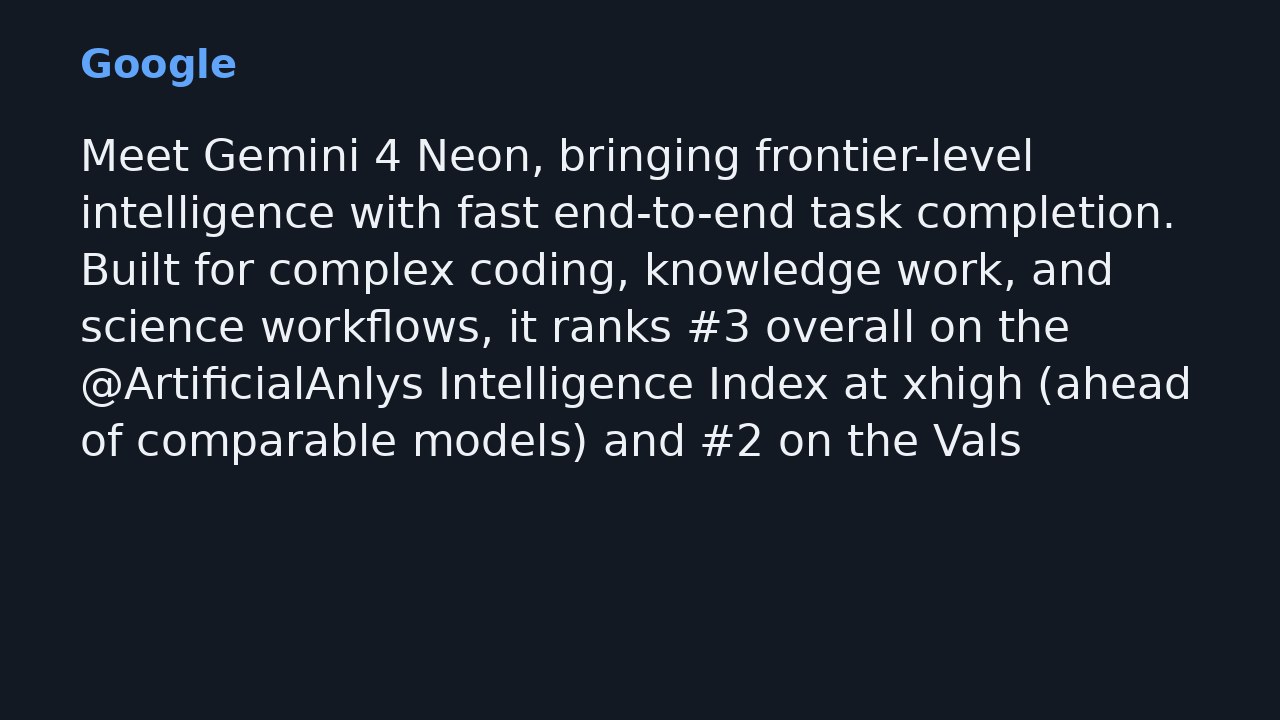 Google
Meet Gemini 4 Neon, bringing frontier-level
intelligence with fast end-to-end task completion.
Built for complex coding, knowledge work, and
science workflows, it ranks #3 overall on the
@ArtificialAnlys Intelligence Index at xhigh (ahead
of comparable models) and #2 on the Vals